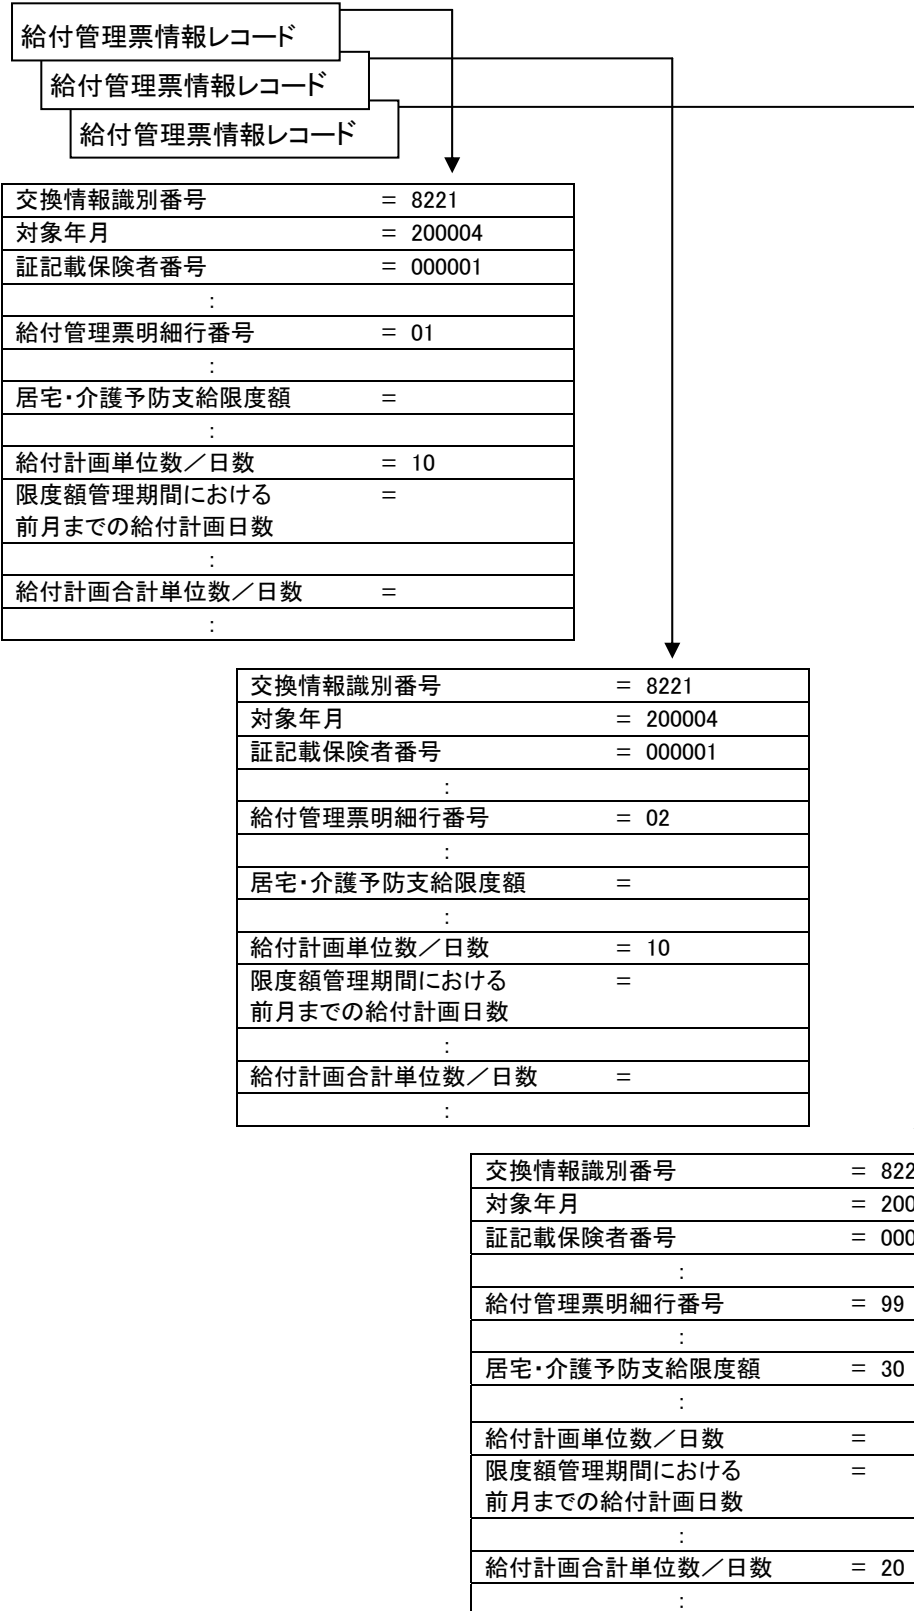 給付管理票情報レコード
給付管理票情報レコード
給付管理票情報レコード
交換情報識別番号 = 8221
対象年月 = 200004
証記載保険者番号 = 000001
:
給付管理票明細行番号 = 01
:
居宅・介護予防支給限度額 =
:
給付計画単位数／日数 = 10
限度額管理期間における =
前月までの給付計画日数
:
給付計画合計単位数／日数 =
:
交換情報識別番号 = 8221
対象年月 = 200004
証記載保険者番号 = 000001
:
給付管理票明細行番号 = 02
:
居宅・介護予防支給限度額 =
:
給付計画単位数／日数 = 10
限度額管理期間における =
前月までの給付計画日数
:
給付計画合計単位数／日数 =
:
交換情報識別番号 = 822
対象年月 = 200
証記載保険者番号 = 000
:
給付管理票明細行番号 = 99
:
居宅・介護予防支給限度額 = 30
:
給付計画単位数／日数 =
限度額管理期間における =
前月までの給付計画日数
:
給付計画合計単位数／日数 = 20
: